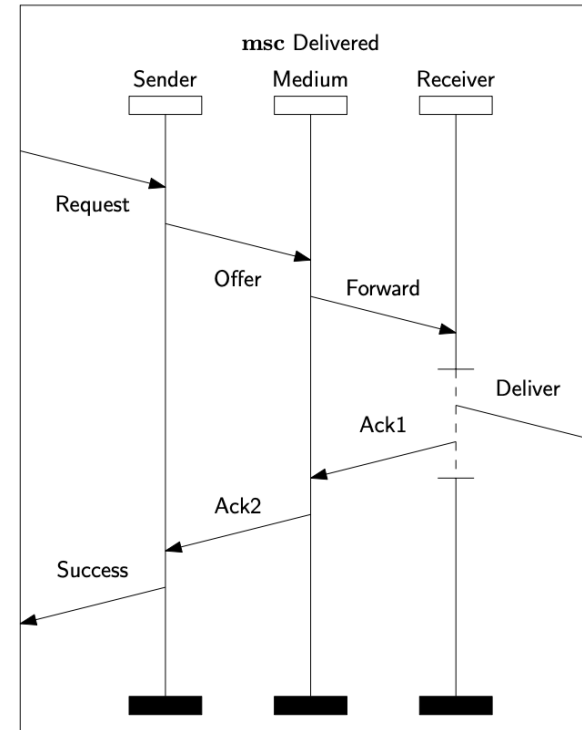 msc Delivered
Sender Medium Receiver
Request
Offer
Forward
Deliver
Ack1
Ack2
Success